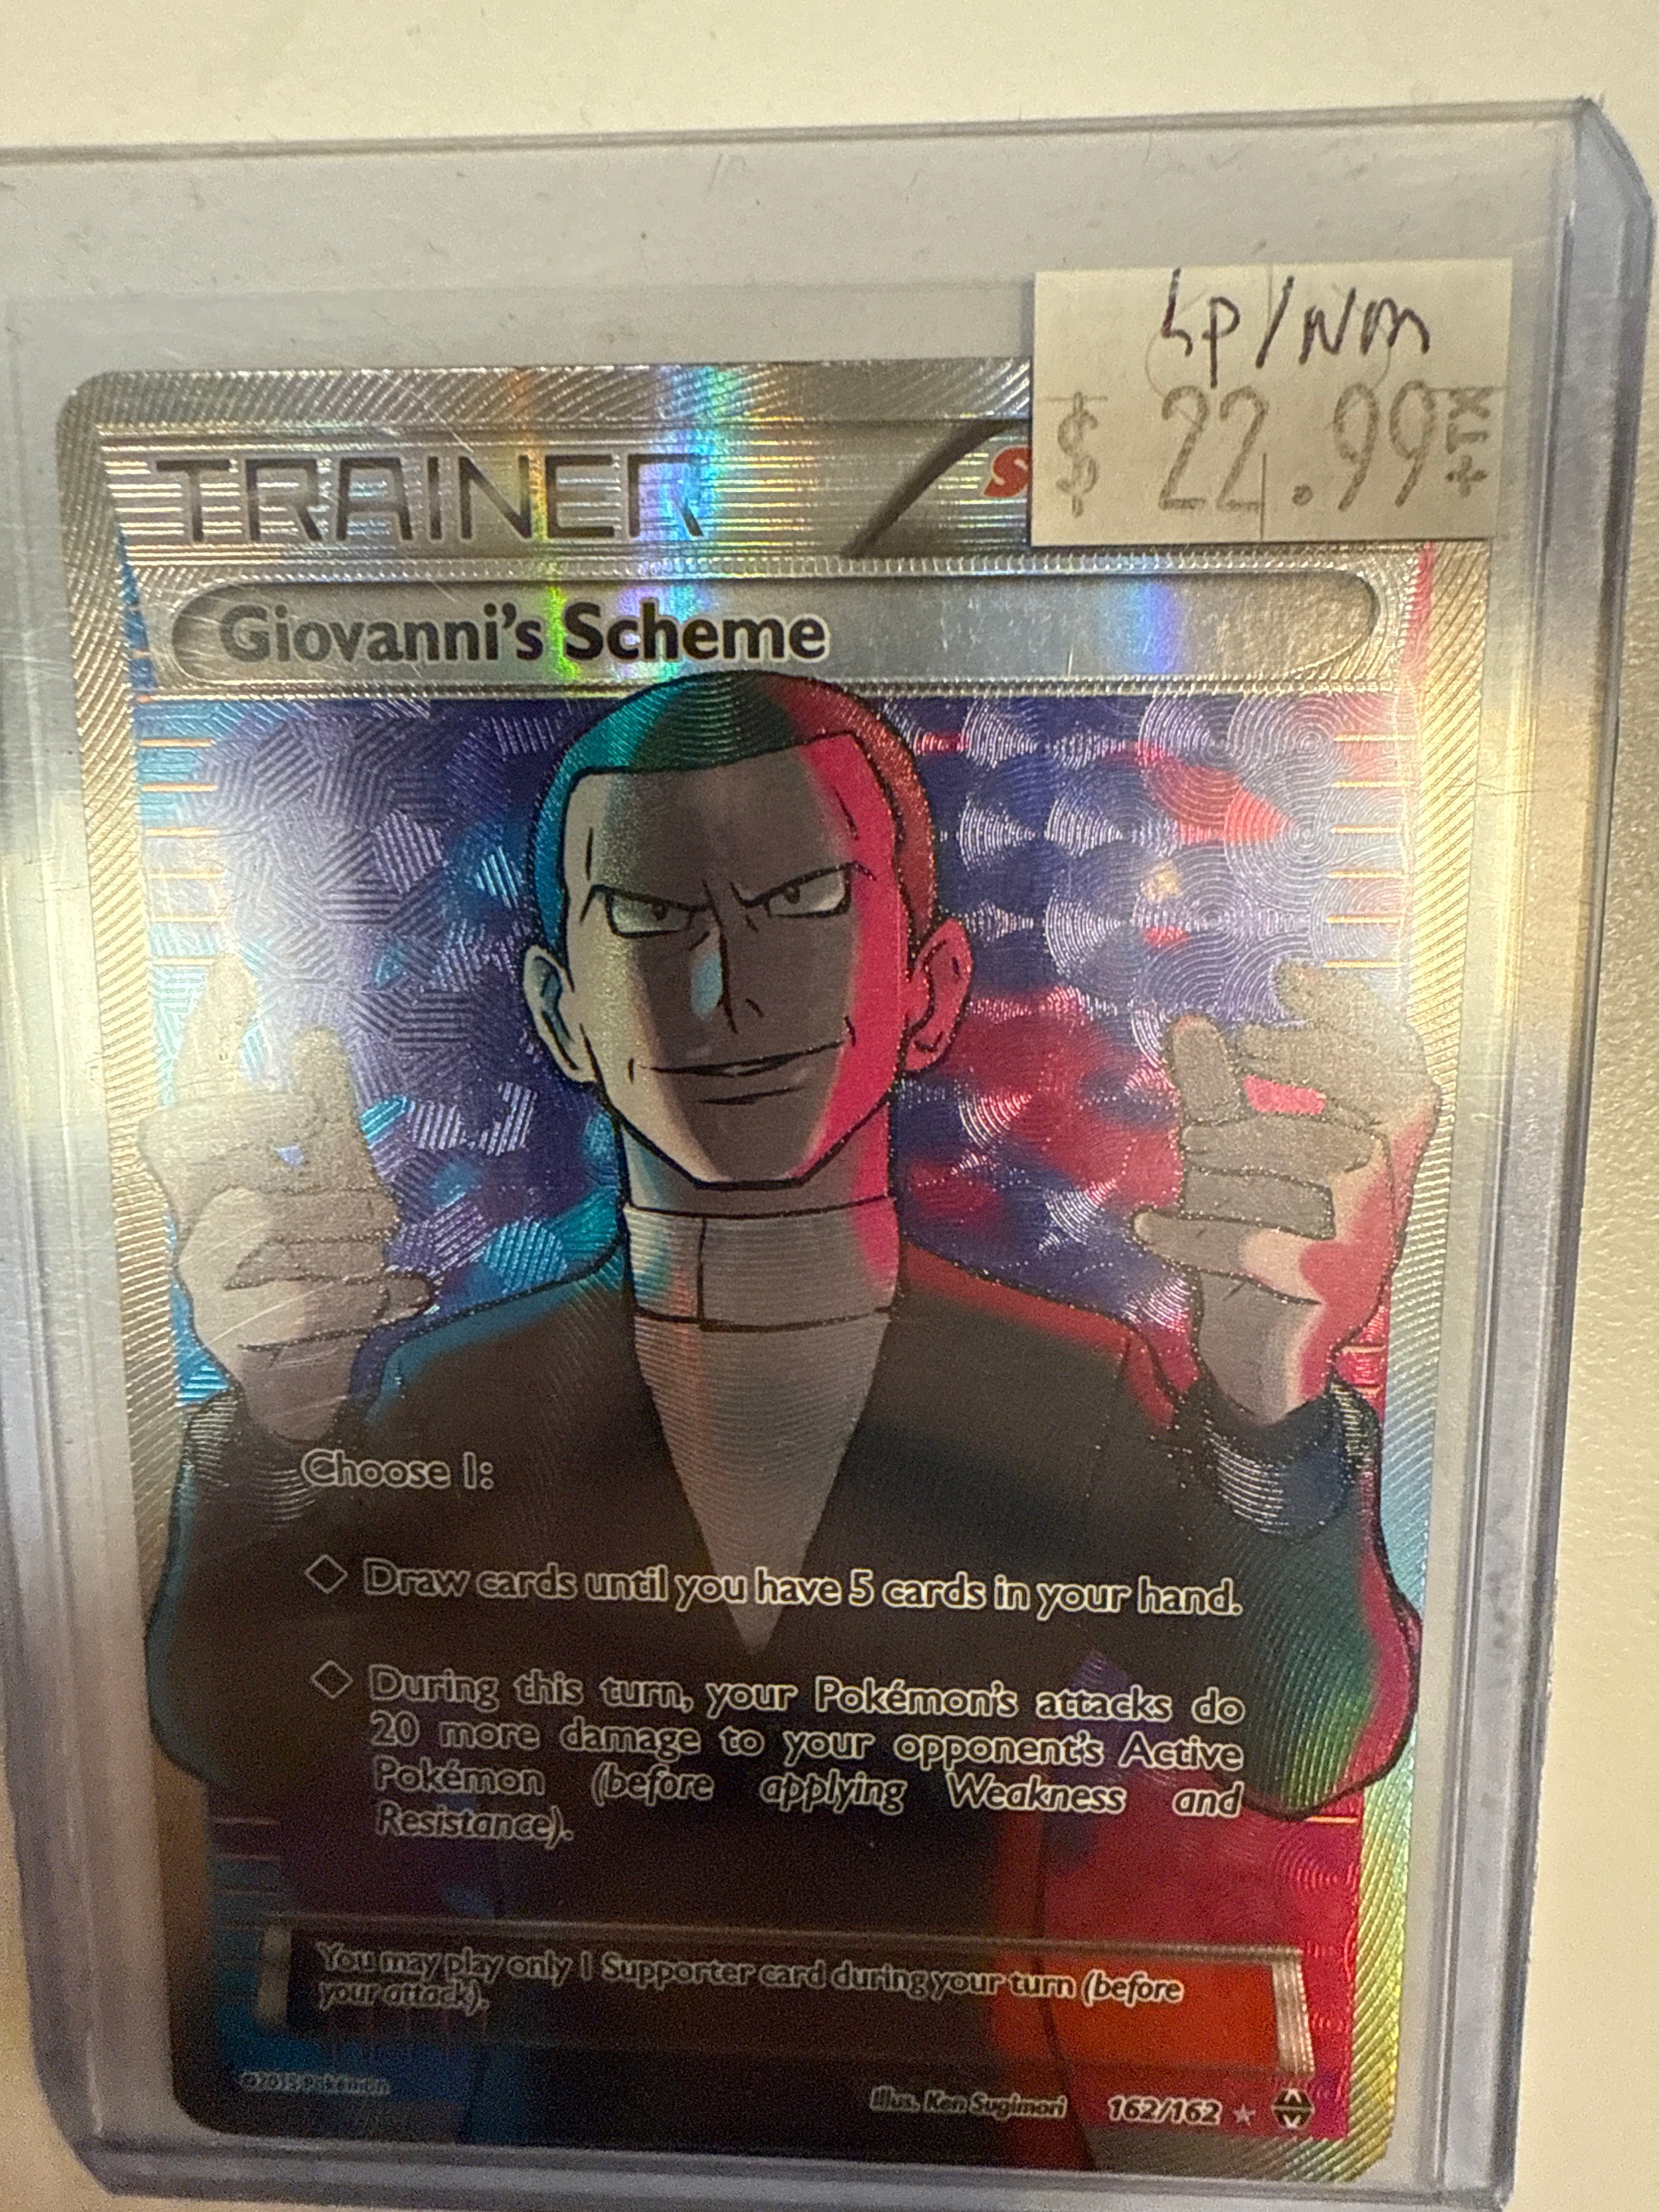 LP/NM
$22.99
+TX
TRAINER
Giovanni's Scheme
Choose 1:
◇ Draw cards until you have 5 cards in your hand.
◇ During this turn, your Pokémon's attacks do
20 more damage to your opponent's Active
Pokémon (before applying Weakness and
Resistance).
You may play only 1 Supporter card during your turn (before
your attack).
©2015 Pokémon
Illus. Ken Sugimori
162/162 ★